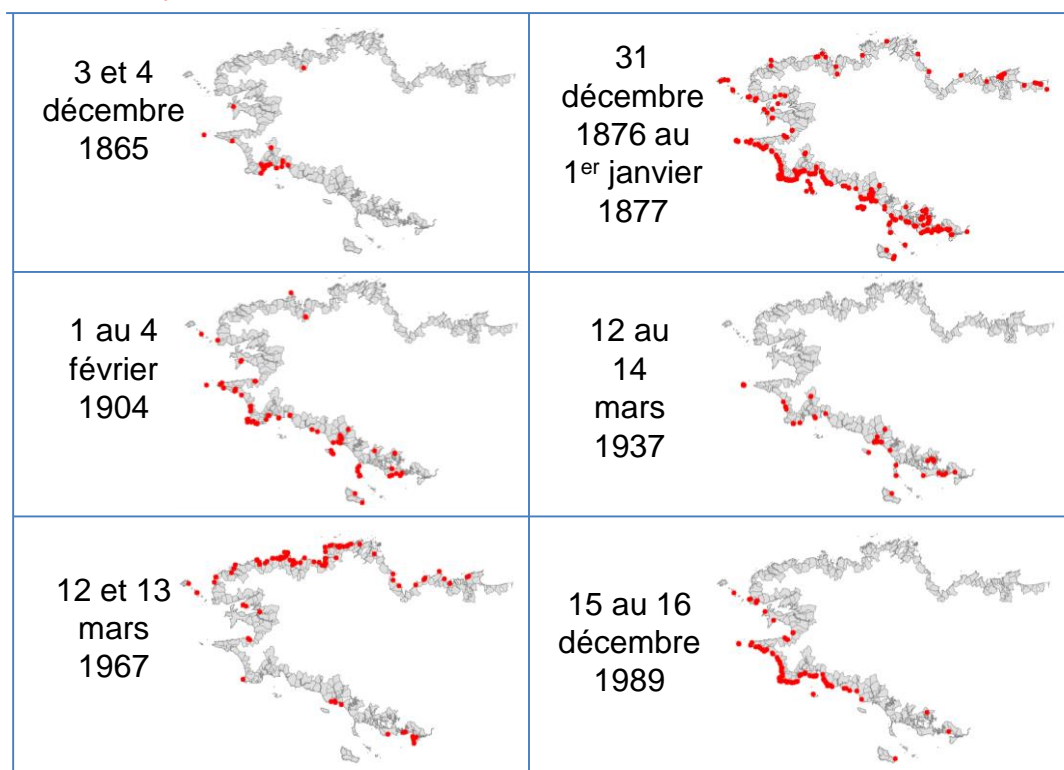 3 et 4
décembre
1865
31
décembre
1876 au
1er janvier
1877
1 au 4
février
1904
12 au
14
mars
1937
12 et 13
mars
1967
15 au 16
décembre
1989